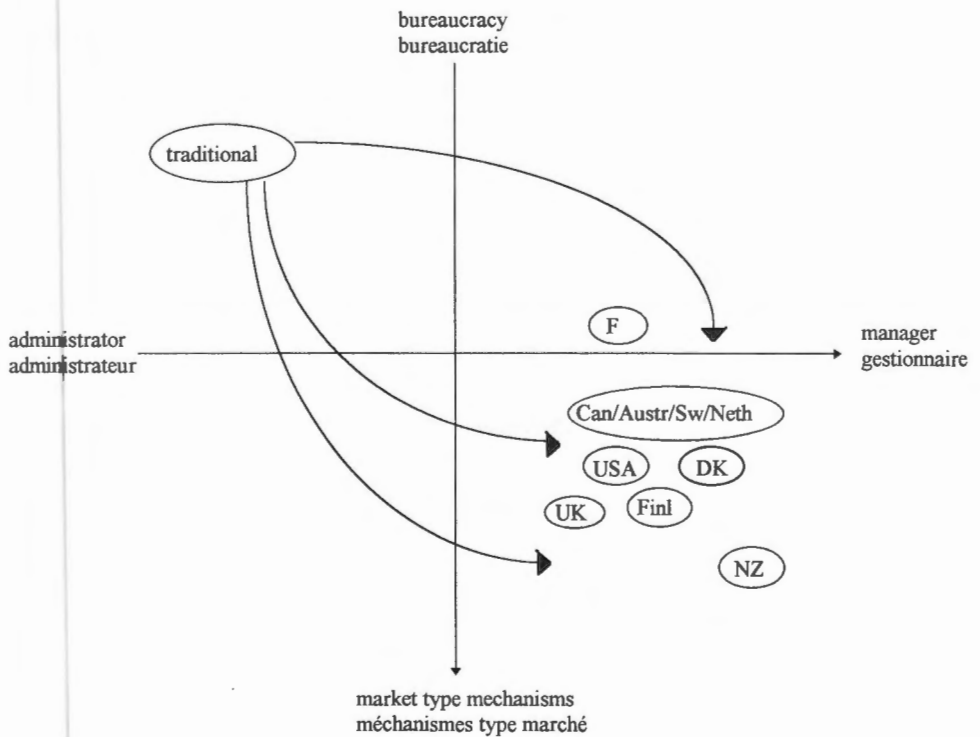 bureaucracy
bureaucratie
traditional
F
administrator
administrateur
manager
gestionnaire
Can/Austr/Sw/Neth
USA
DK
UK
Finl
NZ
market type mechanisms
méchanismes type marché